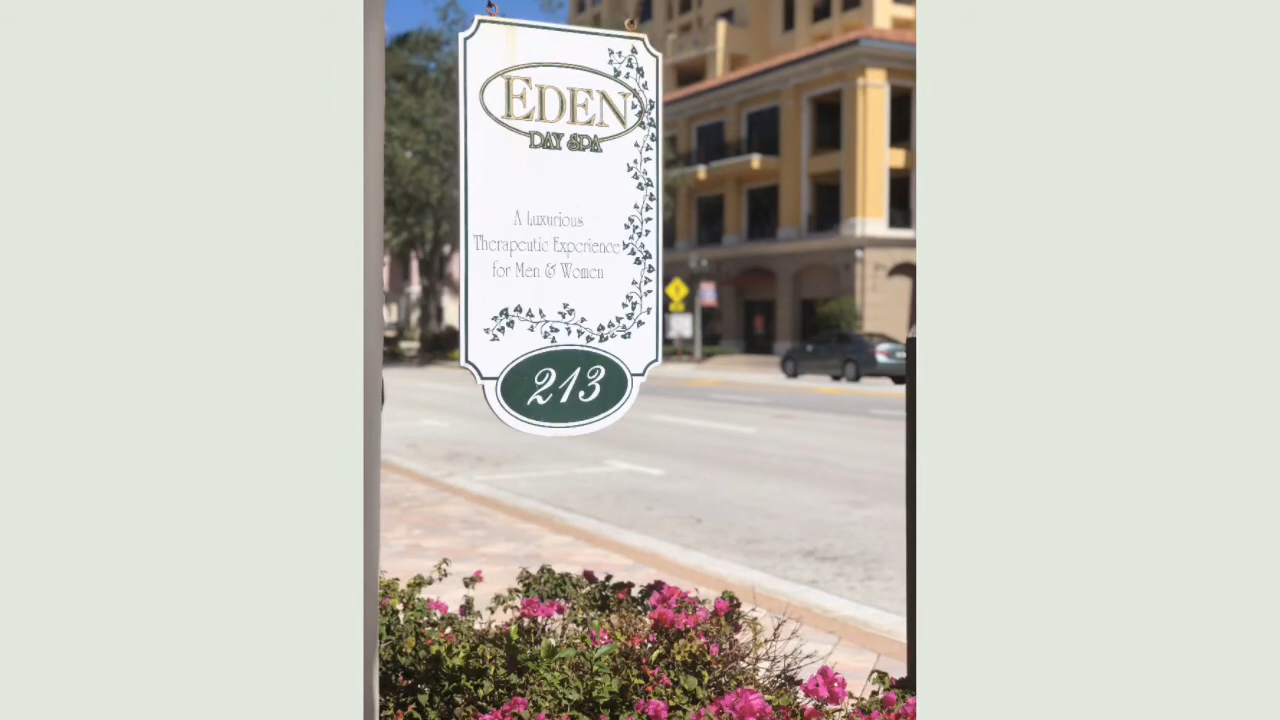 EDEN
DAY SPA
A Luxurious
Therapeutic Experience
for Men & Women
213